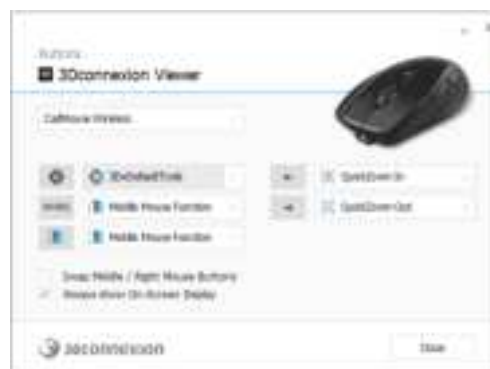 Buttons
3Dconnexion Viewer
CadMouse Wireless
Middle Mouse Function
Middle Mouse Function
QuickZoom In
QuickZoom Out
Swap Middle / Right Mouse Buttons
Always show On-Screen Display
3Dconnexion
Close